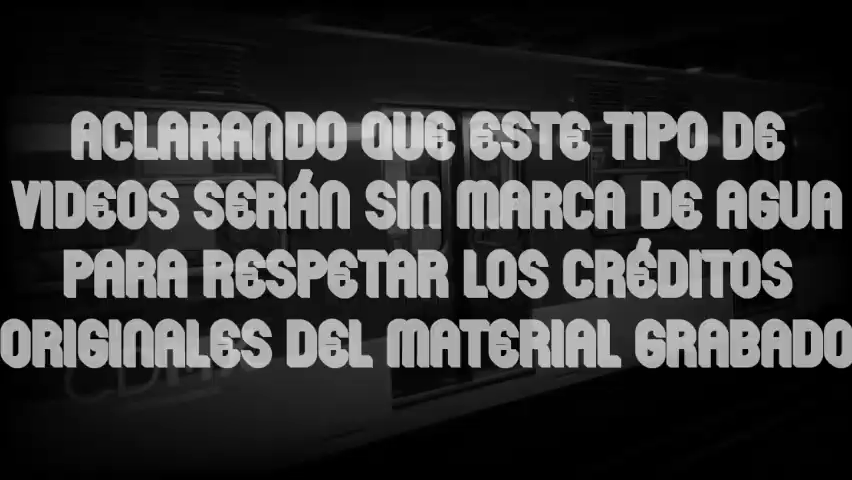 ACLARANDO QUE ESTE TIPO DE
VIDEOS SERÁN SIN MARCA DE AGUA
PARA RESPETAR LOS CRÉDITOS
ORIGINALES DEL MATERIAL GRABADO
CDMX